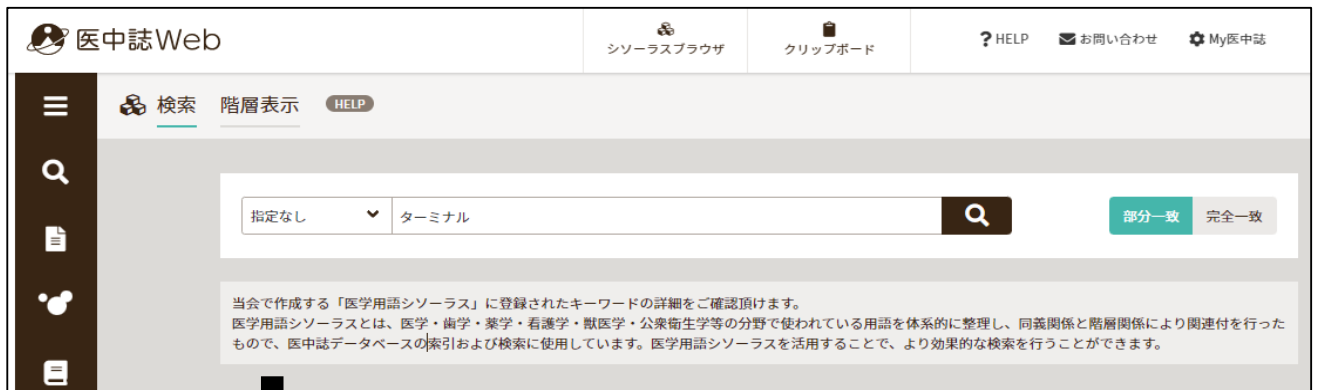 医中誌Web
シソーラスブラウザ
クリップボード
? HELP
お問い合わせ
My医中誌
検索
階層表示
HELP
指定なし
ターミナル
部分一致
完全一致
当会で作成する「医学用語シソーラス」に登録されたキーワードの詳細をご確認頂けます。
医学用語シソーラスとは、医学・歯学・薬学・看護学・獣医学・公衆衛生学等の分野で使われている用語を体系的に整理し、同義関係と階層関係により関連付を行った
もので、医中誌データベースの索引および検索に使用しています。医学用語シソーラスを活用することで、より効果的な検索を行うことができます。